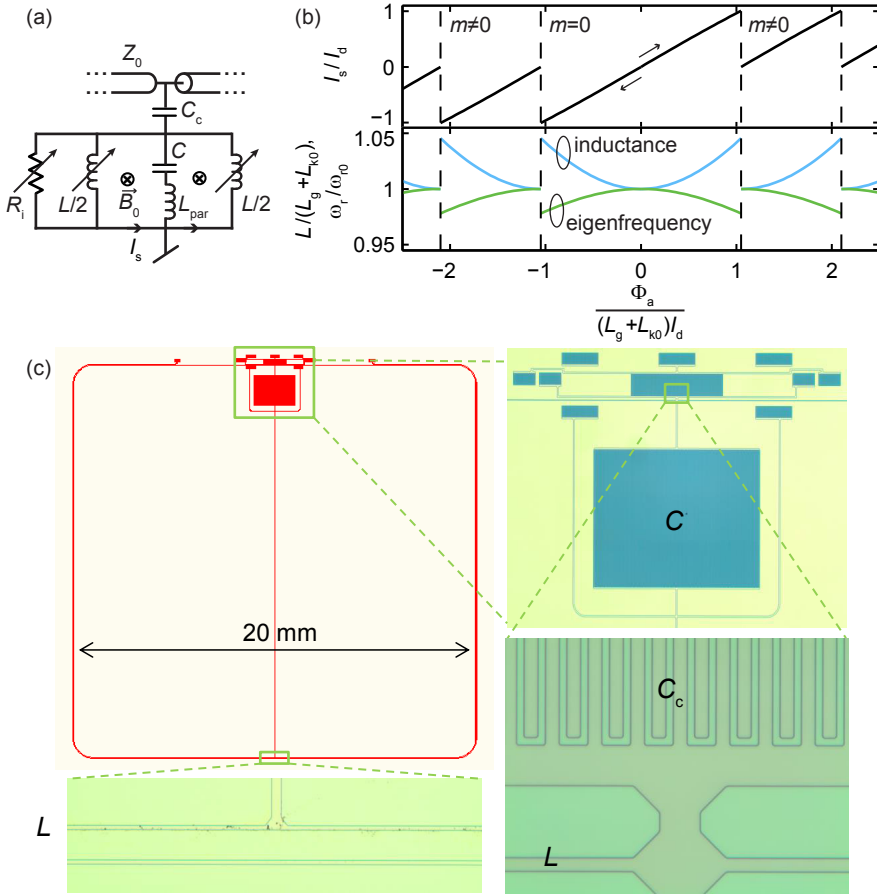 (a)
Z0
Cc
C
Ri
L/2
B0
Lpar
L/2
Is
(b)
m≠0
m=0
m≠0
Is/Id
1
0
−1
L/(Lg+Lk0),
ωr/ωr0
1.05
1
0.95
inductance
eigenfrequency
−2
−1
0
1
2
Φa
(Lg+Lk0)Id
(c)
20 mm
C
Cc
L
L